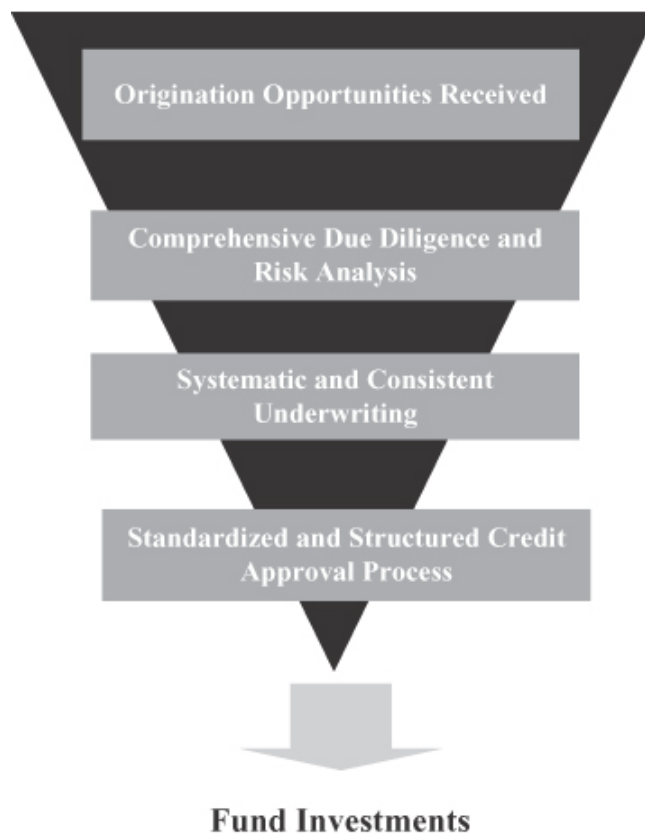 Origination Opportunities Received
Comprehensive Due Diligence and
Risk Analysis
Systematic and Consistent
Underwriting
Standardized and Structured Credit
Approval Process
Fund Investments